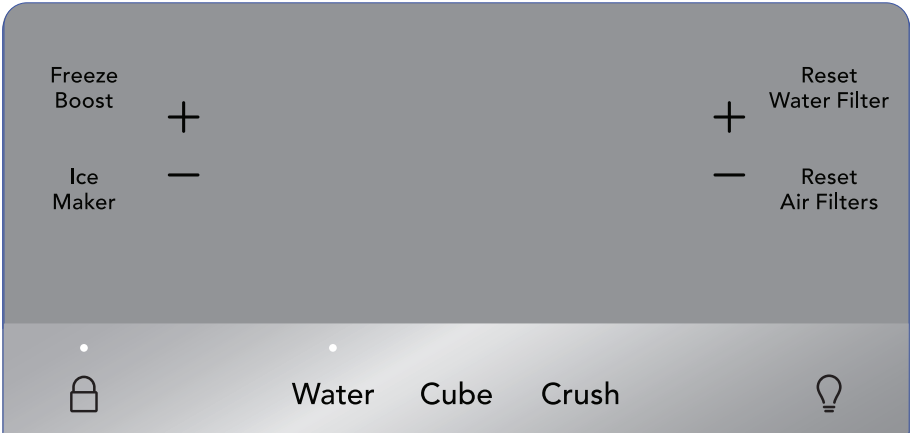 Freeze
Boost
+
+
Reset
Water Filter
Ice
Maker
−
−
Reset
Air Filters
Water
Cube
Crush